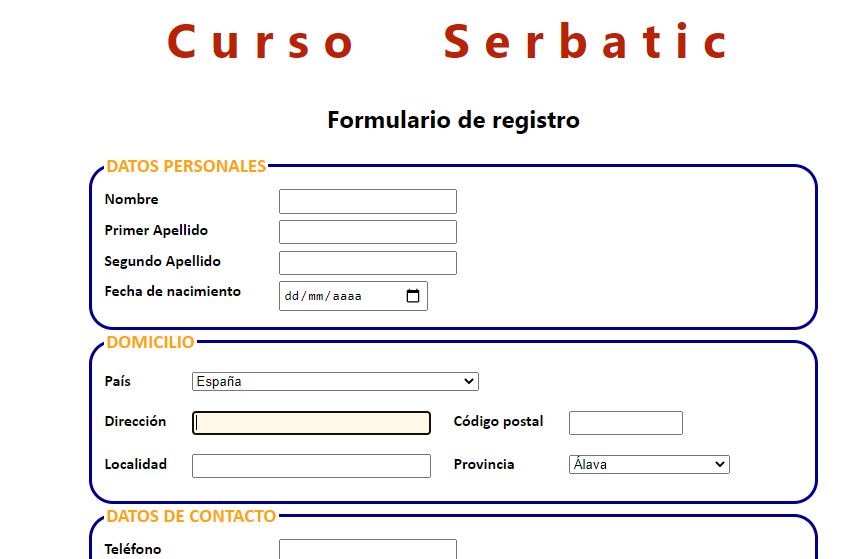 Curso Serbatic
Formulario de registro
DATOS PERSONALES
Nombre
Primer Apellido
Segundo Apellido
Fecha de nacimiento dd/mm/aaaa
DOMICILIO
País España
Dirección Código postal
Localidad Provincia Álava
DATOS DE CONTACTO
Teléfono